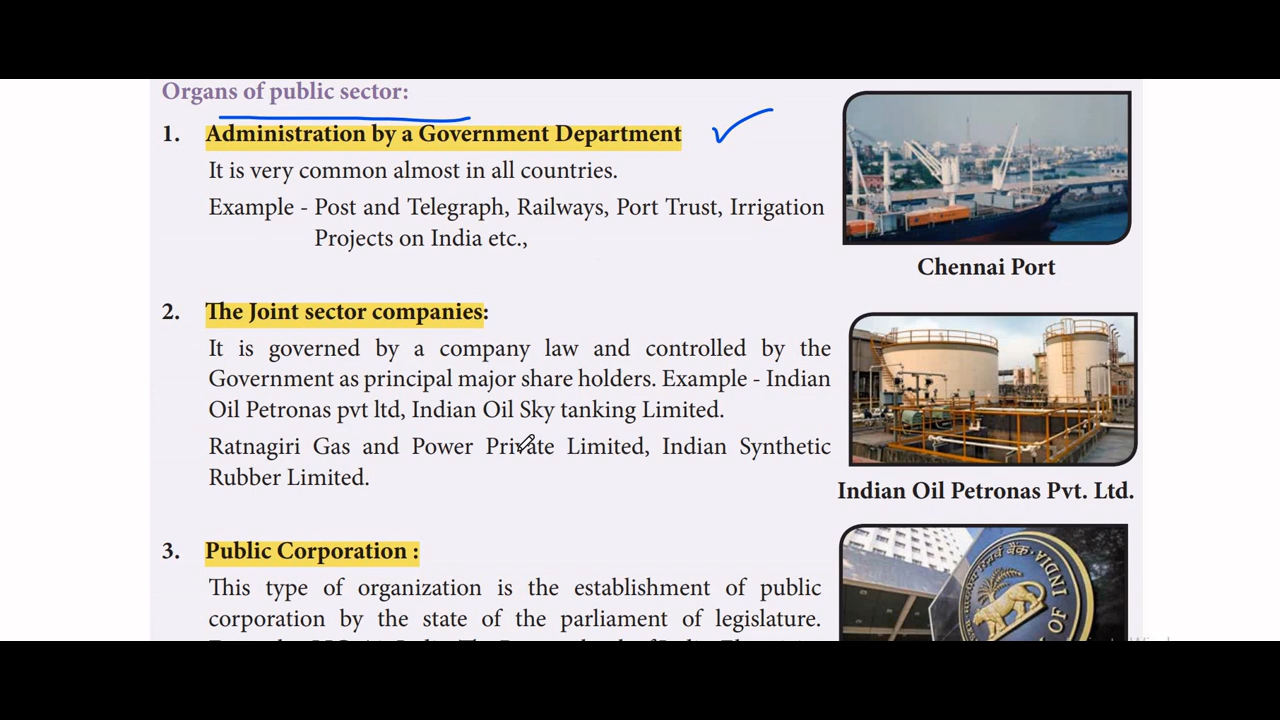 Organs of public sector:
1. Administration by a Government Department
It is very common almost in all countries.
Example - Post and Telegraph, Railways, Port Trust, Irrigation
Projects on India etc.,
Chennai Port
2. The Joint sector companies:
It is governed by a company law and controlled by the
Government as principal major share holders. Example - Indian
Oil Petronas pvt ltd, Indian Oil Sky tanking Limited.
Ratnagiri Gas and Power Private Limited, Indian Synthetic
Rubber Limited.
Indian Oil Petronas Pvt. Ltd.
3. Public Corporation :
This type of organization is the establishment of public
corporation by the state of the parliament of legislature.
बैंक
INDIA
OF